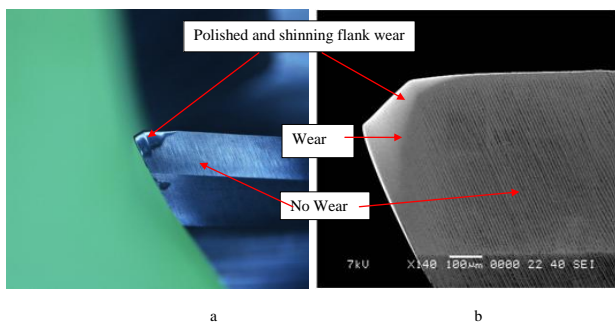 Polished and shinning flank wear
Wear
No Wear
7kV X140 100µm 0000 22 40 SEI
a
b